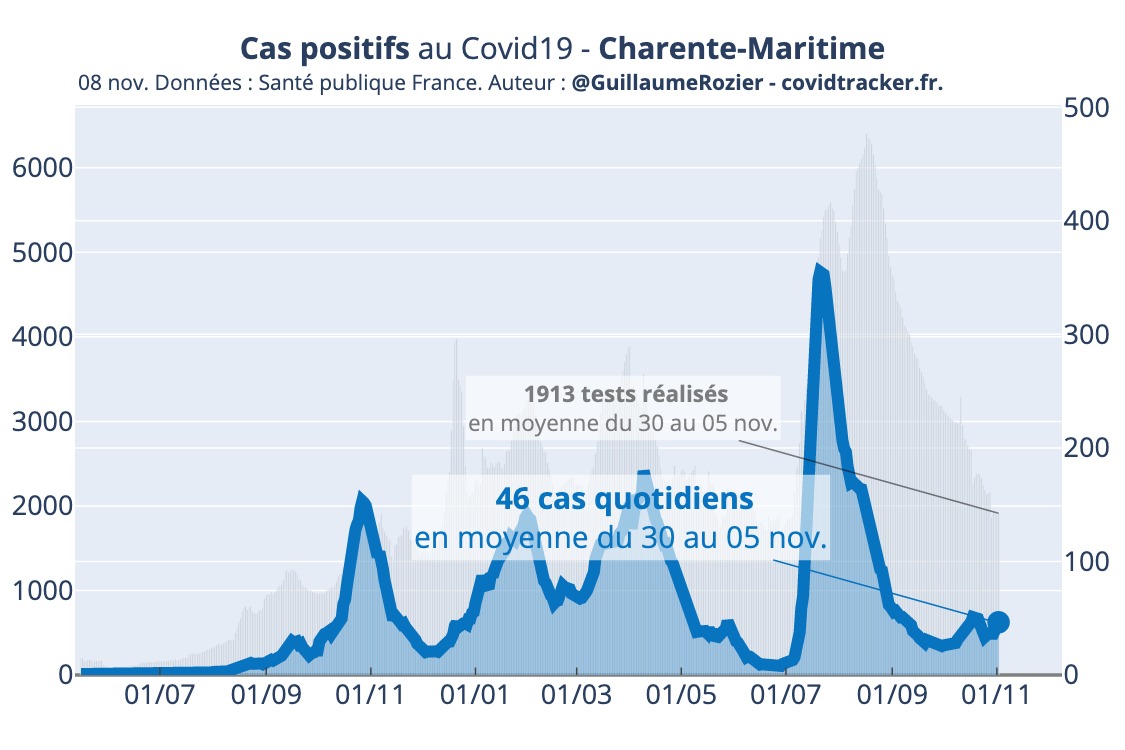 Cas positifs au Covid19 - Charente-Maritime
08 nov. Données : Santé publique France. Auteur : @GuillaumeRozier - covidtracker.fr.
500
6000
400
5000
4000
300
1913 tests réalisés
en moyenne du 30 au 05 nov.
3000
200
46 cas quotidiens
2000
en moyenne du 30 au 05 nov.
100
1000
0
0
01/07 01/09 01/11 01/01 01/03 01/05 01/07 01/09 01/11